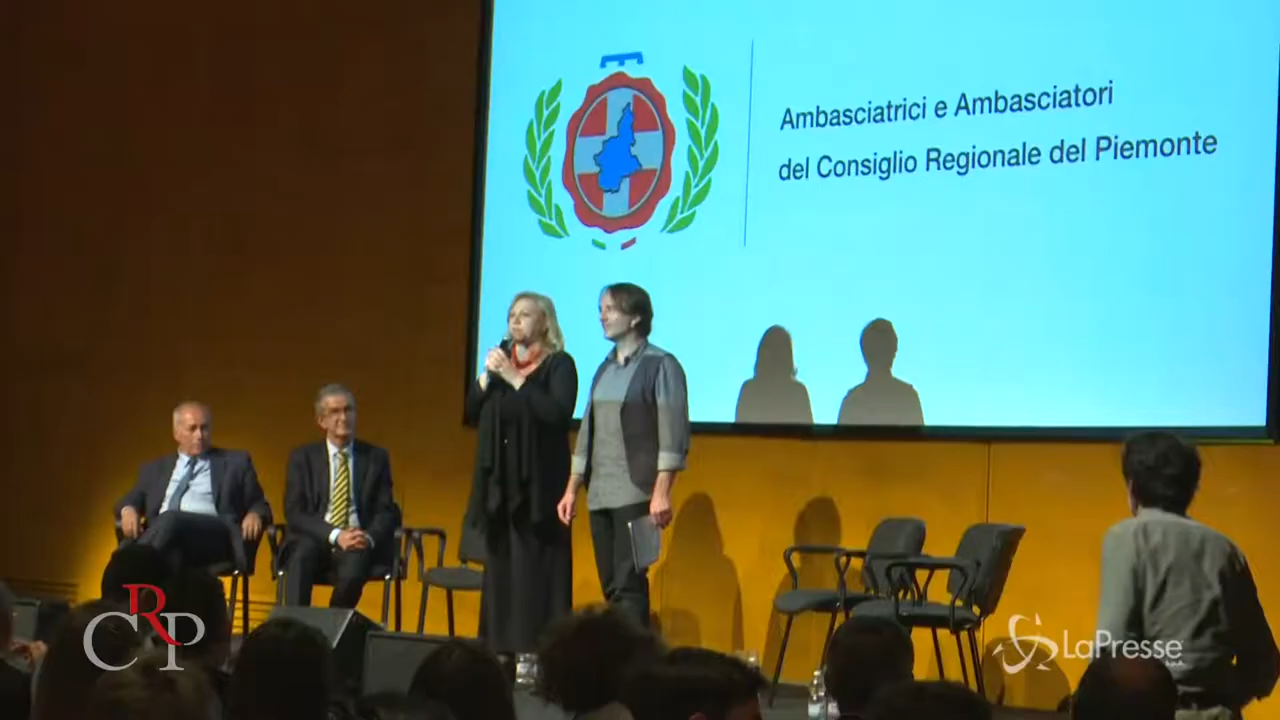 Ambasciatrici e Ambasciatori
del Consiglio Regionale del Piemonte
CRP
LaPresse